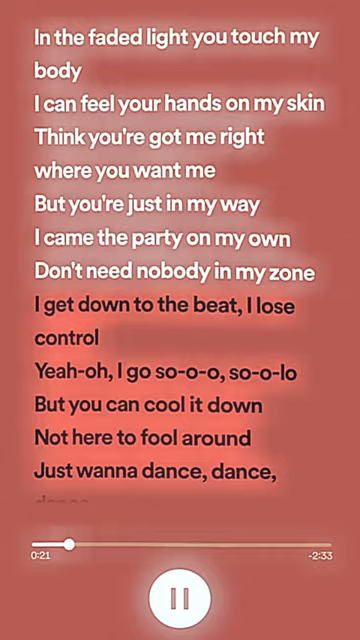 In the faded light you touch my
body
I can feel your hands on my skin
Think you're got me right
where you want me
But you're just in my way
I came the party on my own
Don't need nobody in my zone
I get down to the beat, I lose
control
Yeah-oh, I go so-o-o, so-o-lo
But you can cool it down
Not here to fool around
Just wanna dance, dance,
0:21
-2:33